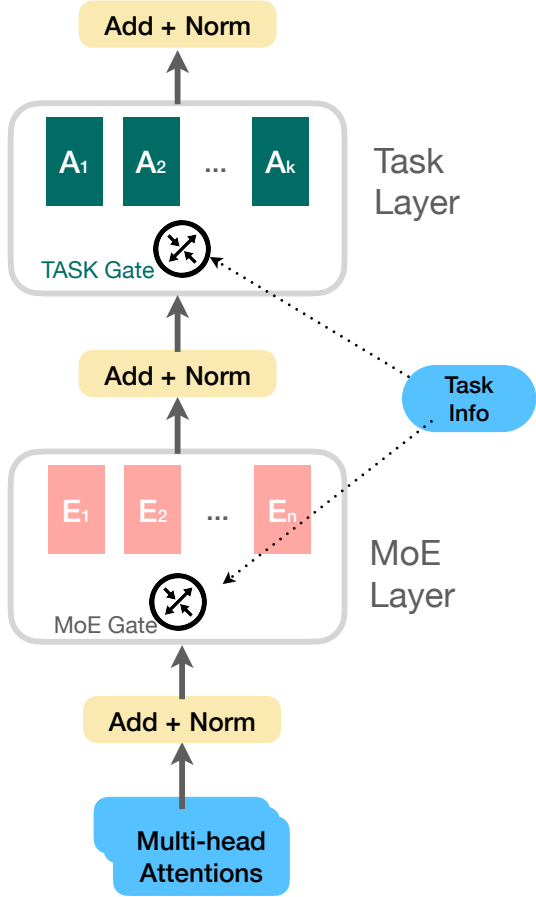 Add + Norm
A1 A2 ... Ak
Task
Layer
TASK Gate
Add + Norm
Task
Info
E1 E2 ... En
MoE
Layer
MoE Gate
Add + Norm
Multi-head
Attentions